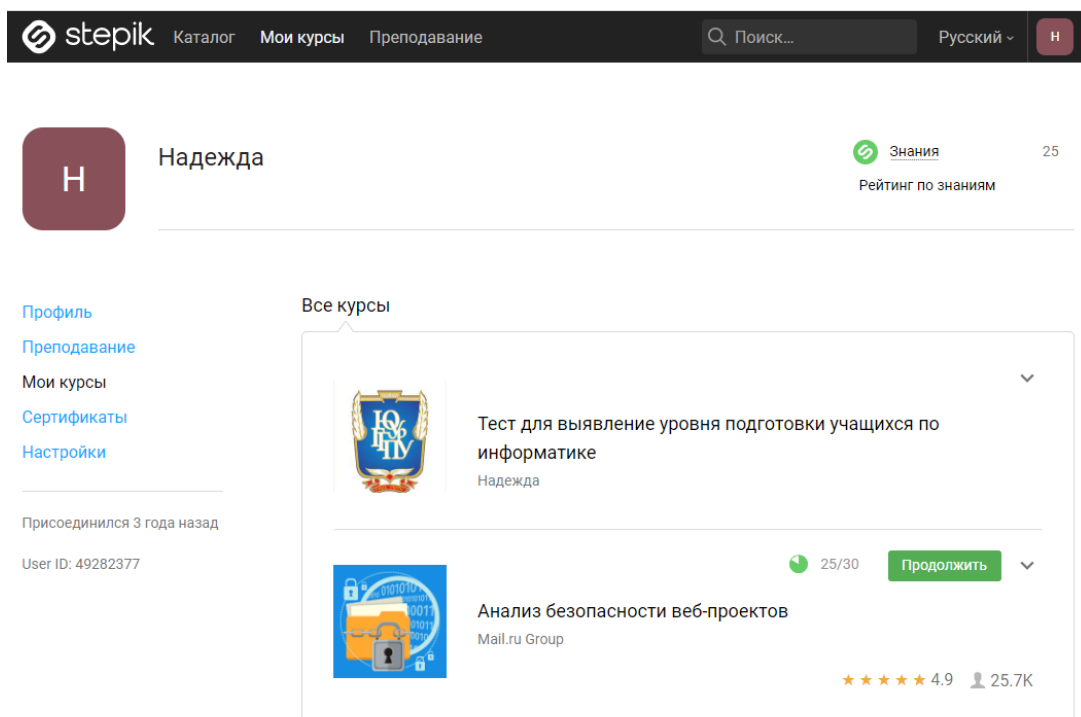 stepik Каталог Мои курсы Преподавание Поиск... Русский Н
Н
Надежда
Знания 25
Рейтинг по знаниям
Профиль
Преподавание
Мои курсы
Сертификаты
Настройки
Присоединился 3 года назад
User ID: 49282377
Все курсы
Тест для выявление уровня подготовки учащихся по
информатике
Надежда
25/30 Продолжить
Анализ безопасности веб-проектов
Mail.ru Group
4.9 25.7K